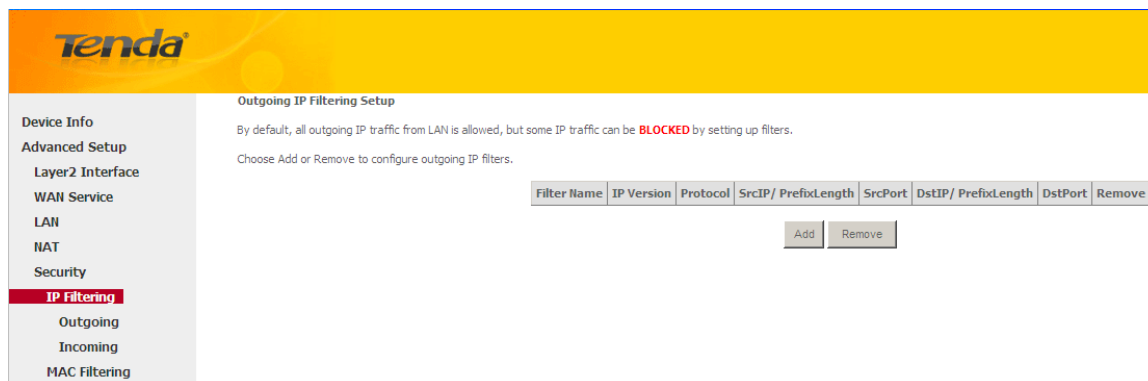 Tenda®
Device Info
Advanced Setup
Layer2 Interface
WAN Service
LAN
NAT
Security
IP Filtering
Outgoing
Incoming
MAC Filtering
Outgoing IP Filtering Setup
By default, all outgoing IP traffic from LAN is allowed, but some IP traffic can be BLOCKED by setting up filters.
Choose Add or Remove to configure outgoing IP filters.
Filter Name IP Version Protocol SrcIP/ PrefixLength SrcPort DstIP/ PrefixLength DstPort Remove
Add Remove